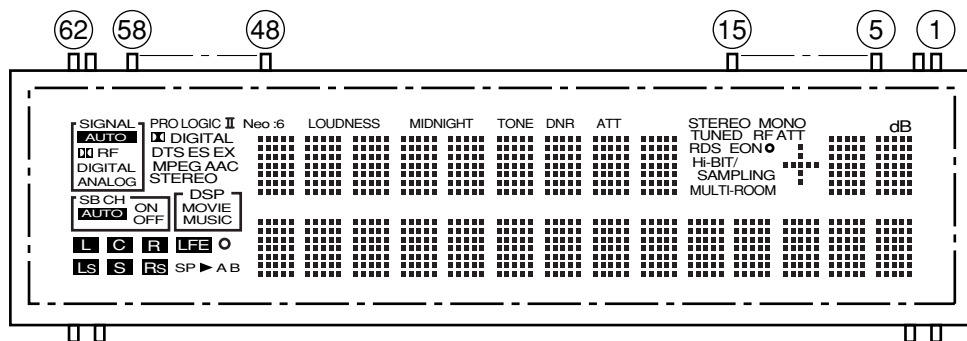 62 58 48 15 5 1
SIGNAL PRO LOGIC II Neo :6 LOUDNESS MIDNIGHT TONE DNR ATT STEREO MONO dB
AUTO DIGITAL TUNED RF ATT
RF DTS ES EX RDS EON
DIGITAL MPEG AAC Hi-BIT/
ANALOG STEREO SAMPLING
MULTI-ROOM
SB CH DSP
AUTO ON MOVIE
OFF MUSIC
L C R LFE
LS S RS SP ► A B